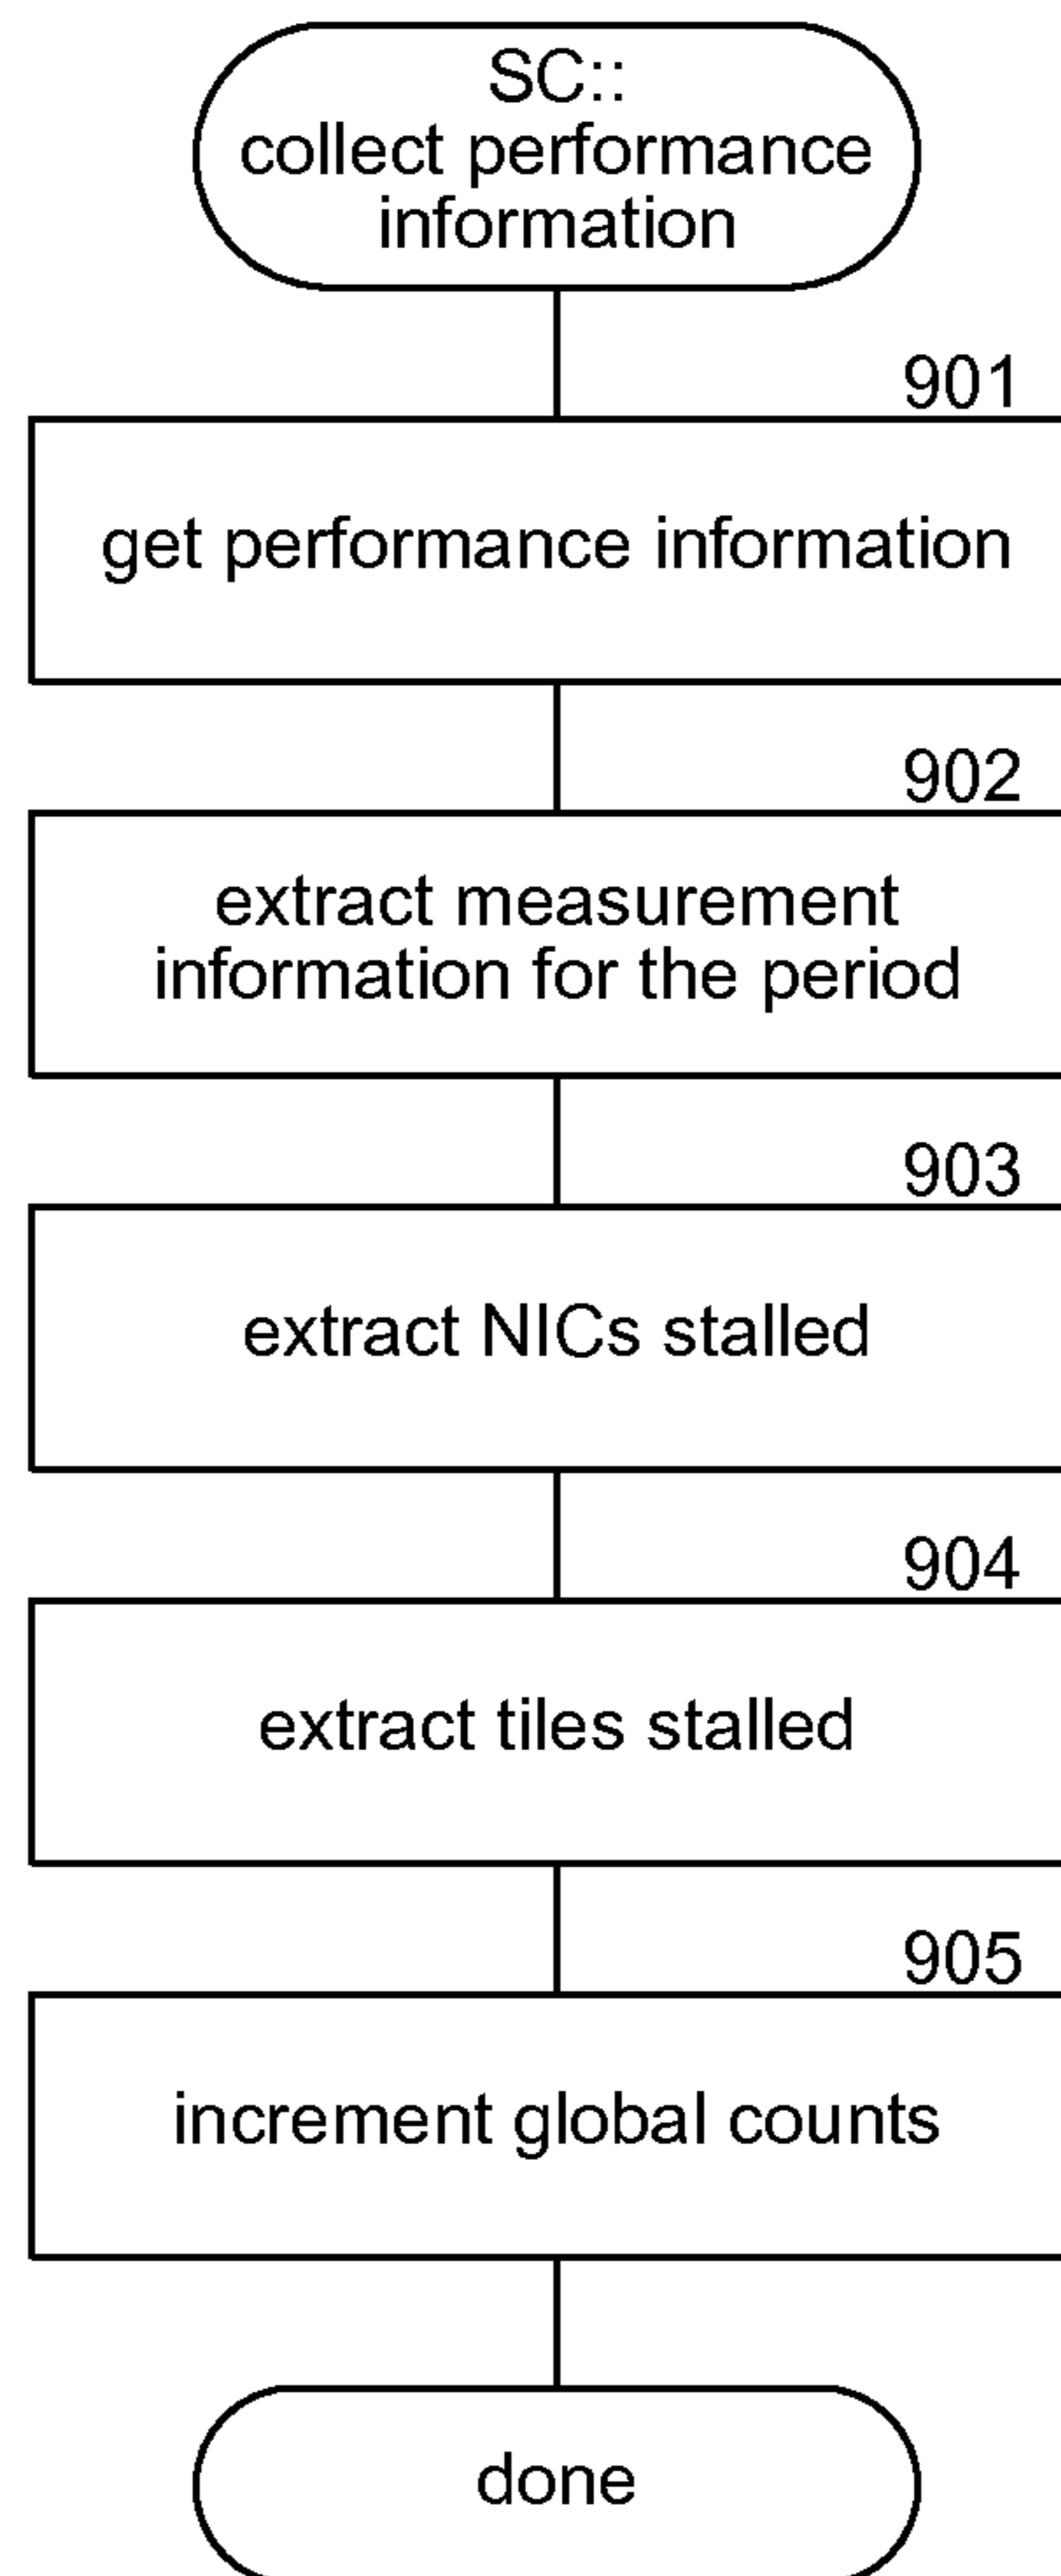 SC::
collect performance
information
901
get performance information
902
extract measurement
information for the period
903
extract NICs stalled
904
extract tiles stalled
905
increment global counts
done